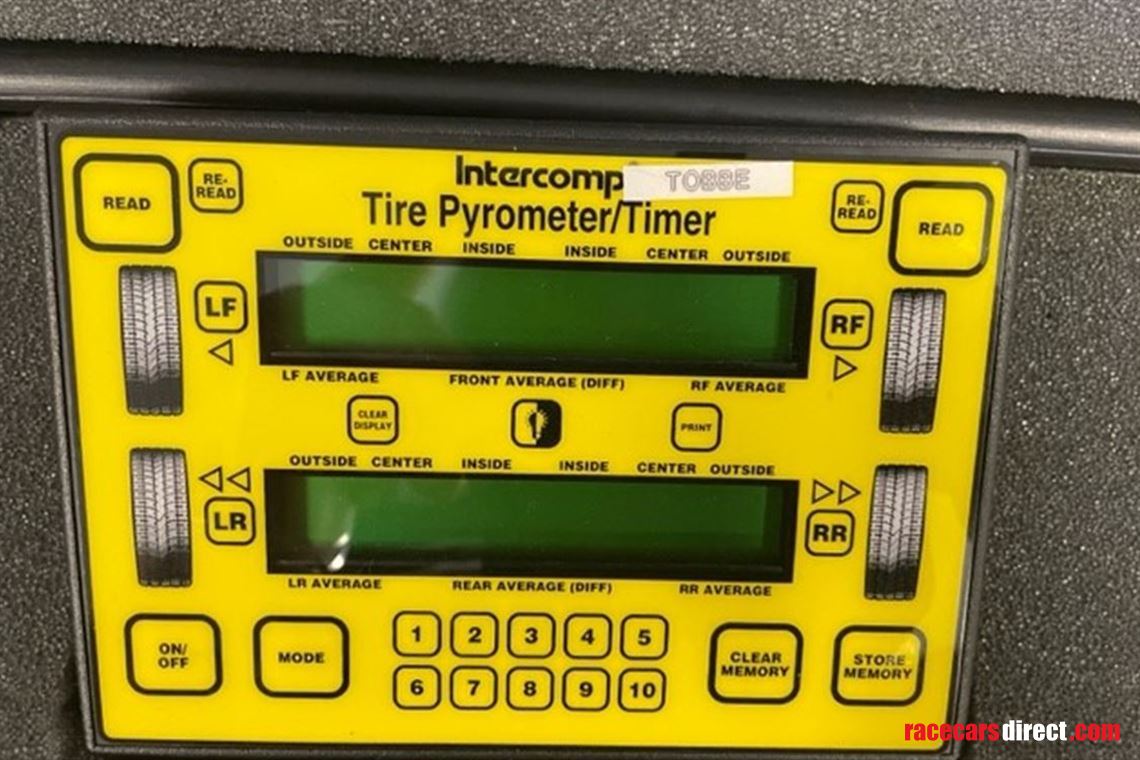 READ
RE-
READ
Intercomp
TOBBE
Tire Pyrometer/Timer
RE-
READ
READ
OUTSIDE CENTER INSIDE INSIDE CENTER OUTSIDE
LF
RF
LF AVERAGE FRONT AVERAGE (DIFF) RF AVERAGE
CLEAR
DISPLAY
PRINT
OUTSIDE CENTER INSIDE INSIDE CENTER OUTSIDE
LR
RR
LR AVERAGE REAR AVERAGE (DIFF) RR AVERAGE
ON/
OFF
MODE
1 2 3 4 5
6 7 8 9 10
CLEAR
MEMORY
STORE
MEMORY
racecarsdirect.com